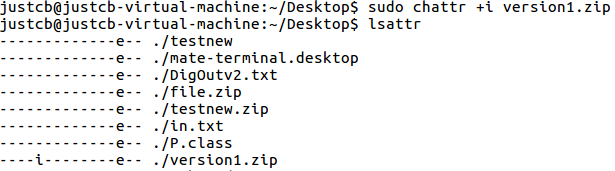 justcb@justcb-virtual-machine:~/Desktop$ sudo chattr +i version1.zip
justcb@justcb-virtual-machine:~/Desktop$ lsattr
-------------e-- ./testnew
-------------e-- ./mate-terminal.desktop
-------------e-- ./DigOutv2.txt
-------------e-- ./file.zip
-------------e-- ./testnew.zip
-------------e-- ./in.txt
-------------e-- ./P.class
----i--------e-- ./version1.zip